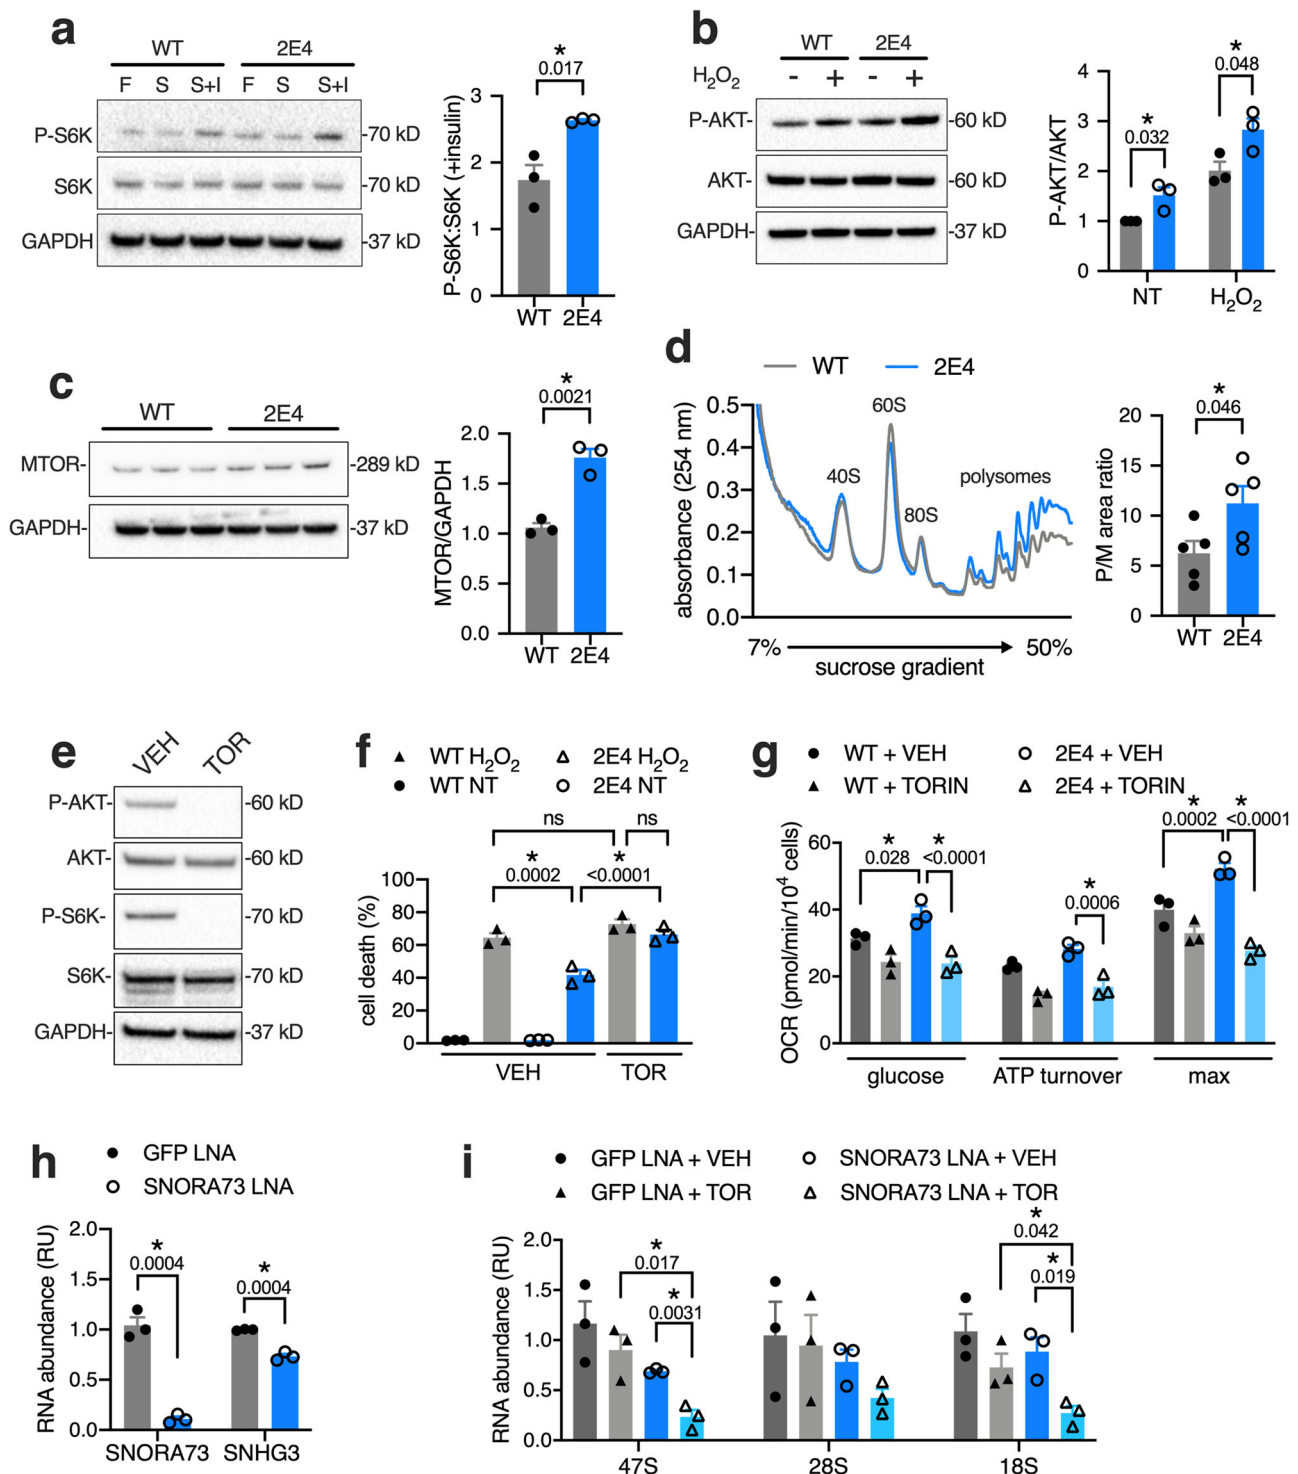 a
WT 2E4
F S S+I F S S+I
P-S6K -70 kD
S6K -70 kD
GAPDH -37 kD
P-S6K:S6K (+insulin)
*
0.017
3
2
1
0
WT 2E4
b
WT 2E4
H₂O₂ - + - +
P-AKT- -60 kD
AKT- -60 kD
GAPDH- -37 kD
P-AKT/AKT
*
0.048
*
0.032
4
3
2
1
0
NT H₂O₂
c
WT 2E4
MTOR- -289 kD
GAPDH- -37 kD
MTOR/GAPDH
*
0.0021
2.0
1.5
1.0
0.5
0.0
WT 2E4
d
WT 2E4
absorbance (254 nm)
0.5
0.4
0.3
0.2
0.1
0.0
60S
40S
80S
polysomes
7% 50%
sucrose gradient
P/M area ratio
*
0.046
20
15
10
5
0
WT 2E4
e
VEH TOR
P-AKT- -60 kD
AKT- -60 kD
P-S6K- -70 kD
S6K- -70 kD
GAPDH- -37 kD
f
WT H₂O₂ 2E4 H₂O₂
WT NT 2E4 NT
ns ns
* *
0.0002 <0.0001
cell death (%)
100
80
60
40
20
0
VEH TOR
g
WT + VEH 2E4 + VEH
WT + TORIN 2E4 + TORIN
OCR (pmol/min/10⁴ cells)
* *
0.0002 <0.0001
* *
0.028 <0.0001
*
0.0006
60
40
20
0
glucose ATP turnover max
h
GFP LNA
SNORA73 LNA
RNA abundance (RU)
*
0.0004
*
0.0004
2.0
1.5
1.0
0.5
0.0
SNORA73 SNHG3
i
GFP LNA + VEH SNORA73 LNA + VEH
GFP LNA + TOR SNORA73 LNA + TOR
RNA abundance (RU)
*
0.042
*
0.017
*
0.019
*
0.0031
2.0
1.5
1.0
0.5
0.0
47S 28S 18S